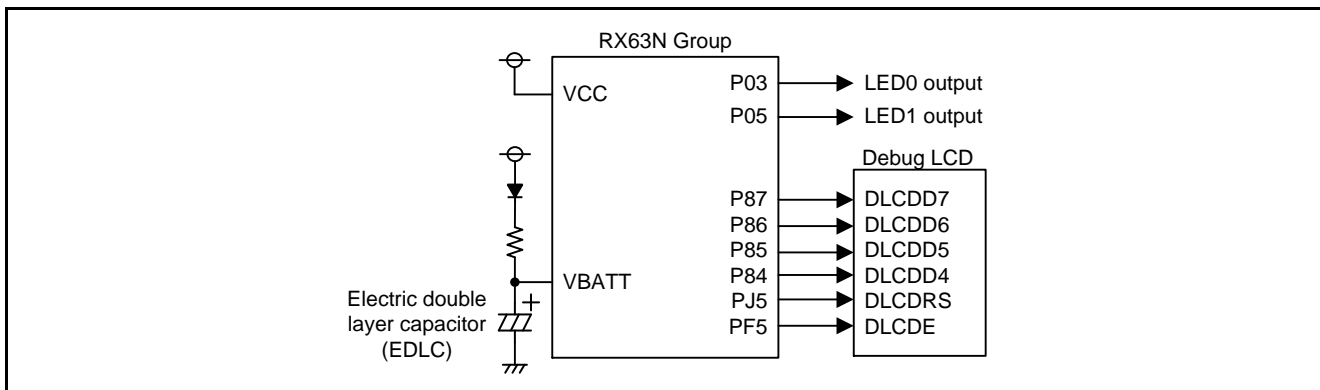 RX63N Group
VCC
P03
LED0 output
P05
LED1 output
Debug LCD
P87
DLCDD7
P86
DLCDD6
P85
DLCDD5
VBATT
P84
DLCDD4
Electric double
layer capacitor
(EDLC)
+
PJ5
DLCDRS
PF5
DLCDE